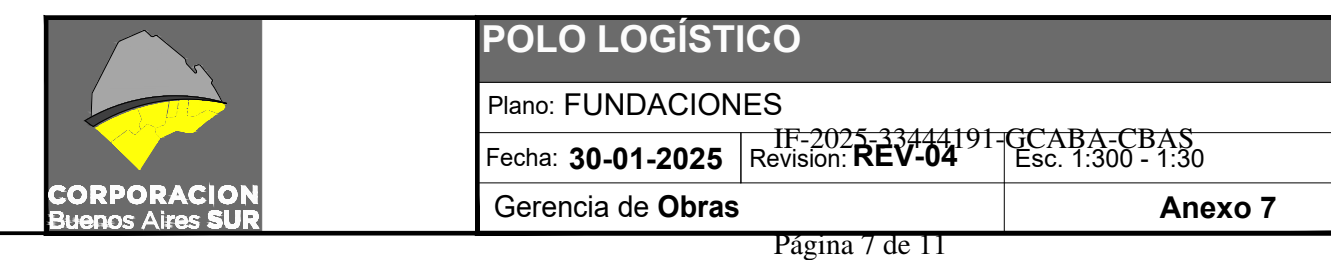 CORPORACION
Buenos Aires SUR
POLO LOGÍSTICO
Plano: FUNDACIONES
IF-2025-33444191-GCABA-CBAS
Fecha: 30-01-2025 Revision: REV-04 Esc. 1:300 - 1:30
Gerencia de Obras Anexo 7
Página 7 de 11